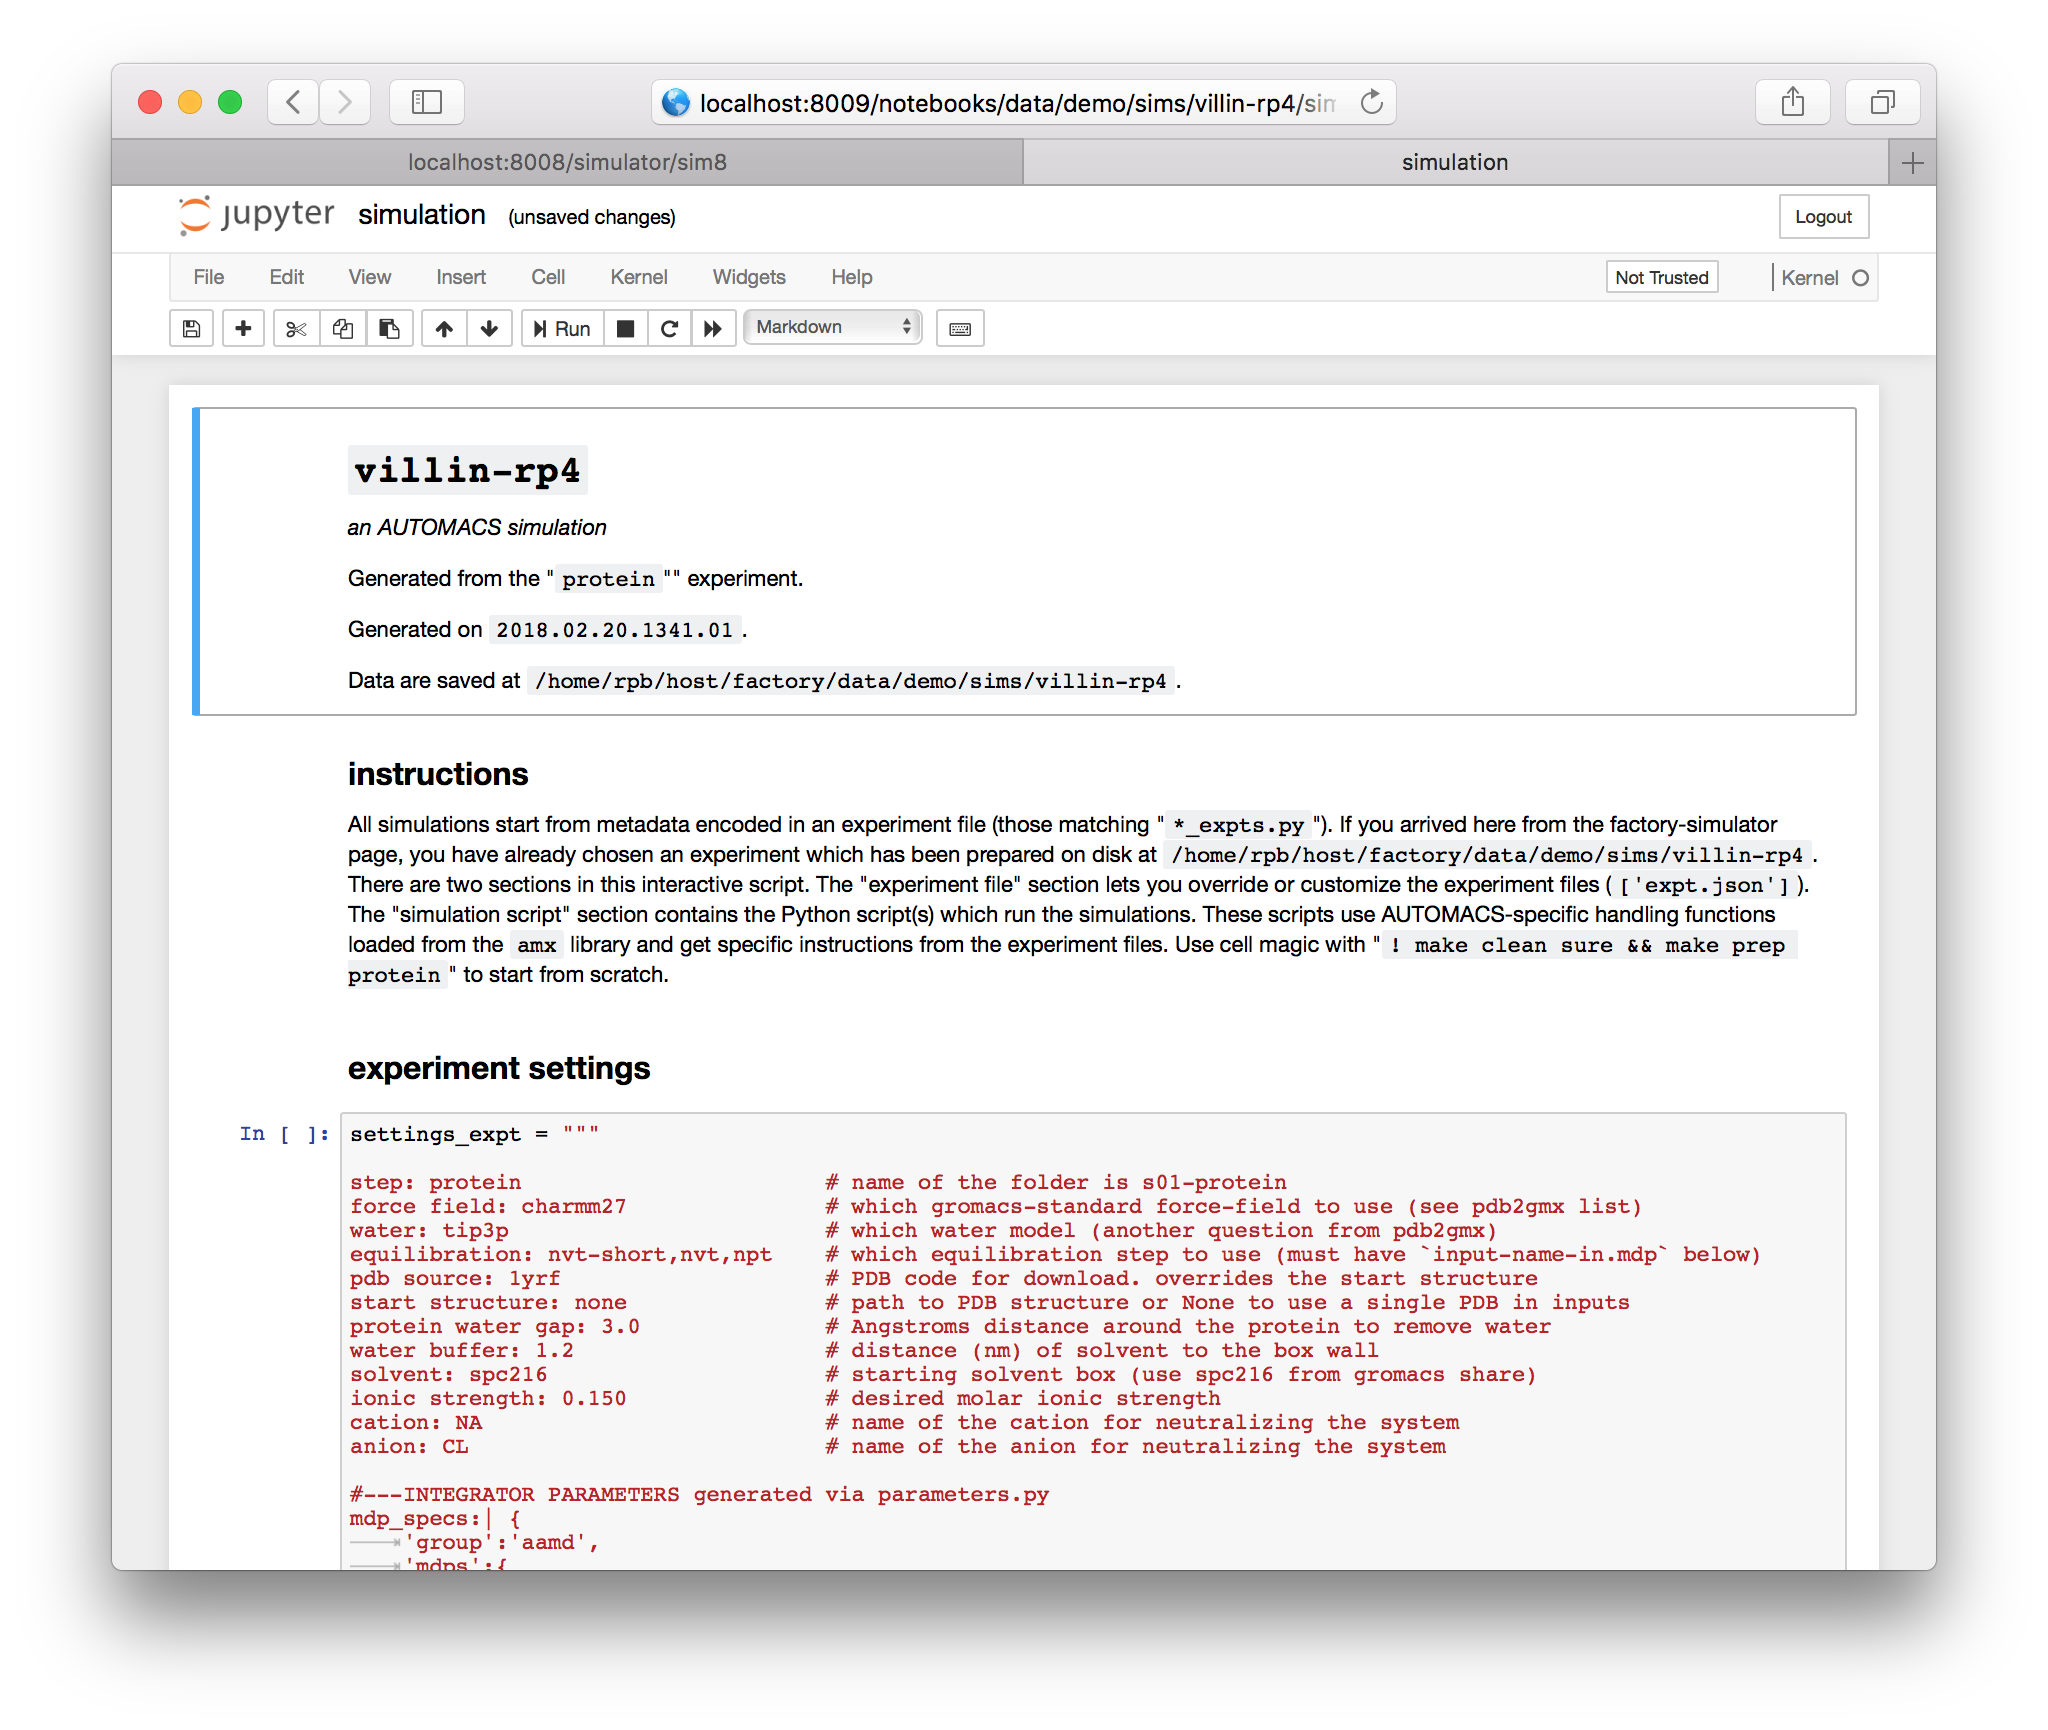 localhost:8009/notebooks/data/demo/sims/villin-rp4/sim
localhost:8008/simulator/sim8
simulation
jupyter simulation (unsaved changes)
Logout
File Edit View Insert Cell Kernel Widgets Help
Not Trusted
Kernel
Run
Markdown
villin-rp4
an AUTOMACS simulation
Generated from the "protein"" experiment.
Generated on 2018.02.20.1341.01.
Data are saved at /home/rpb/host/factory/data/demo/sims/villin-rp4.
instructions
All simulations start from metadata encoded in an experiment file (those matching "*_expts.py"). If you arrived here from the factory-simulator
page, you have already chosen an experiment which has been prepared on disk at /home/rpb/host/factory/data/demo/sims/villin-rp4.
There are two sections in this interactive script. The "experiment file" section lets you override or customize the experiment files (['expt.json']).
The "simulation script" section contains the Python script(s) which run the simulations. These scripts use AUTOMACS-specific handling functions
loaded from the amx library and get specific instructions from the experiment files. Use cell magic with "! make clean sure && make prep
protein" to start from scratch.
experiment settings
In [ ]: settings_expt = """
step: protein # name of the folder is s01-protein
force field: charmm27 # which gromacs-standard force-field to use (see pdb2gmx list)
water: tip3p # which water model (another question from pdb2gmx)
equilibration: nvt-short,nvt,npt # which equilibration step to use (must have `input-name-in.mdp` below)
pdb source: 1yrf # PDB code for download. overrides the start structure
start structure: none # path to PDB structure or None to use a single PDB in inputs
protein water gap: 3.0 # Angstroms distance around the protein to remove water
water buffer: 1.2 # distance (nm) of solvent to the box wall
solvent: spc216 # starting solvent box (use spc216 from gromacs share)
ionic strength: 0.150 # desired molar ionic strength
cation: NA # name of the cation for neutralizing the system
anion: CL # name of the anion for neutralizing the system
#---INTEGRATOR PARAMETERS generated via parameters.py
mdp_specs:| {
'group':'aamd',
'mdps':{